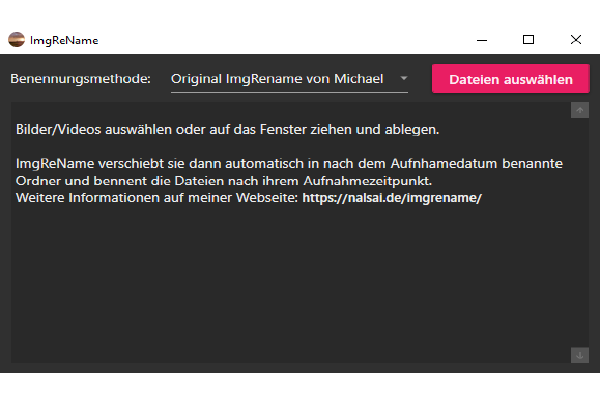 ImgReName
Benennungsmethode:
Original ImgRename von Michael
Dateien auswählen
Bilder/Videos auswählen oder auf das Fenster ziehen und ablegen.
ImgReName verschiebt sie dann automatisch in nach dem Aufnhamedatum benannte
Ordner und bennent die Dateien nach ihrem Aufnahmezeitpunkt.
Weitere Informationen auf meiner Webseite: https://nalsai.de/imgrename/